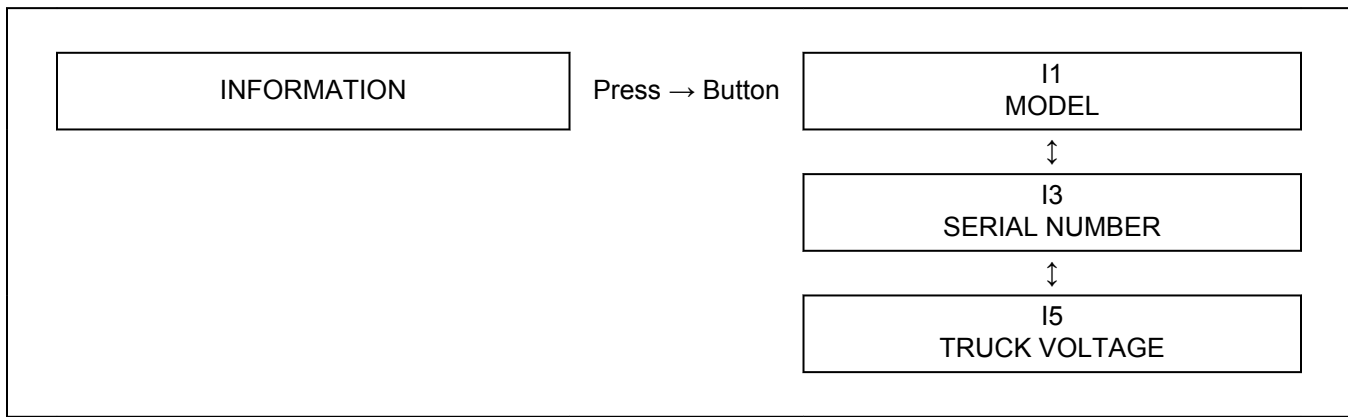 INFORMATION
Press → Button
I1
MODEL
↕
I3
SERIAL NUMBER
↕
I5
TRUCK VOLTAGE